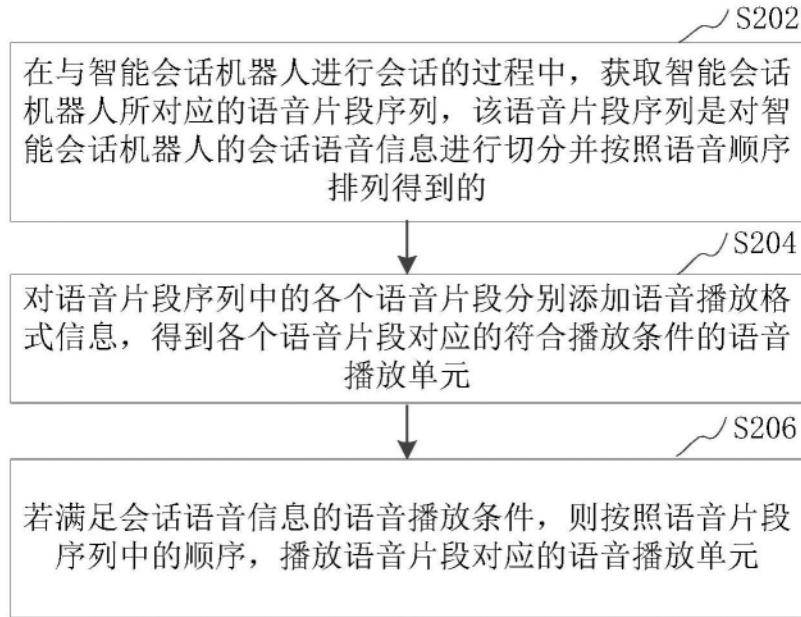 S202
在与智能会话机器人进行会话的过程中，获取智能会话
机器人所对应的语音片段序列，该语音片段序列是对智
能会话机器人的会话语音信息进行切分并按照语音顺序
排列得到的
S204
对语音片段序列中的各个语音片段分别添加语音播放格
式信息，得到各个语音片段对应的符合播放条件的语音
播放单元
S206
若满足会话语音信息的语音播放条件，则按照语音片段
序列中的顺序，播放语音片段对应的语音播放单元